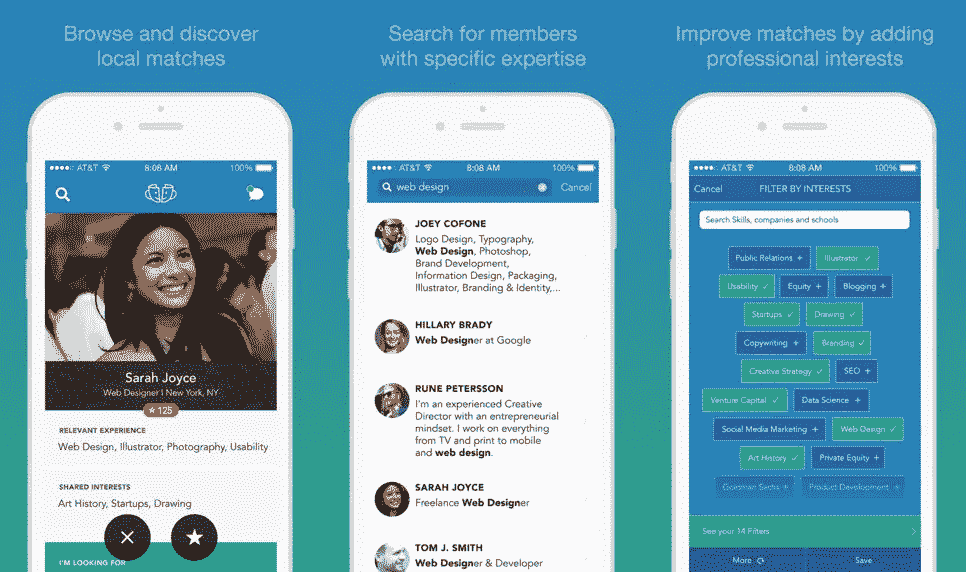 Browse and discover
local matches
AT&T 8:08 AM 100%
Sarah Joyce
Web Designer | New York, NY
★ 125
RELEVANT EXPERIENCE
Web Design, Illustrator, Photography, Usability
SHARED INTERESTS
Art History, Startups, Drawing
I'M LOOKING FOR
Search for members
with specific expertise
AT&T 8:08 AM 100%
web design Cancel
JOEY COFONE
Logo Design, Typography,
Web Design, Photoshop,
Brand Development,
Information Design, Packaging,
Illustrator, Branding & Identity,...
HILLARY BRADY
Web Designer at Google
RUNE PETERSSON
I'm an experienced Creative
Director with an entrepreneurial
mindset. I work on everything
from TV and print to mobile
and web design.
SARAH JOYCE
Freelance Web Designer
TOM J. SMITH
Web Designer & Developer
Improve matches by adding
professional interests
AT&T 8:08 AM 100%
Cancel FILTER BY INTERESTS
Search Skills, companies and schools
Public Relations + Illustrator ✓
Usability ✓ Equity + Blogging +
Startups ✓ Drawing ✓
Copywriting + Branding ✓
Creative Strategy ✓ SEO +
Venture Capital ✓ Data Science +
Social Media Marketing + Web Design ✓
Art History ✓ Private Equity +
Goldman Sachs + Product Development +
See your 14 Filters
More Save